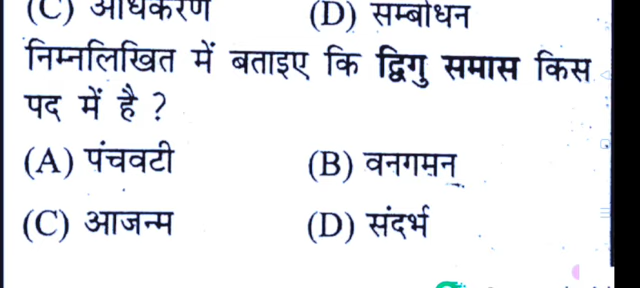 (C) अधिकरण (D) सम्बोधन
निम्नलिखित में बताइए कि द्विगु समास किस
पद में है ?
(A) पंचवटी (B) वनगमन
(C) आजन्म (D) संदर्भ